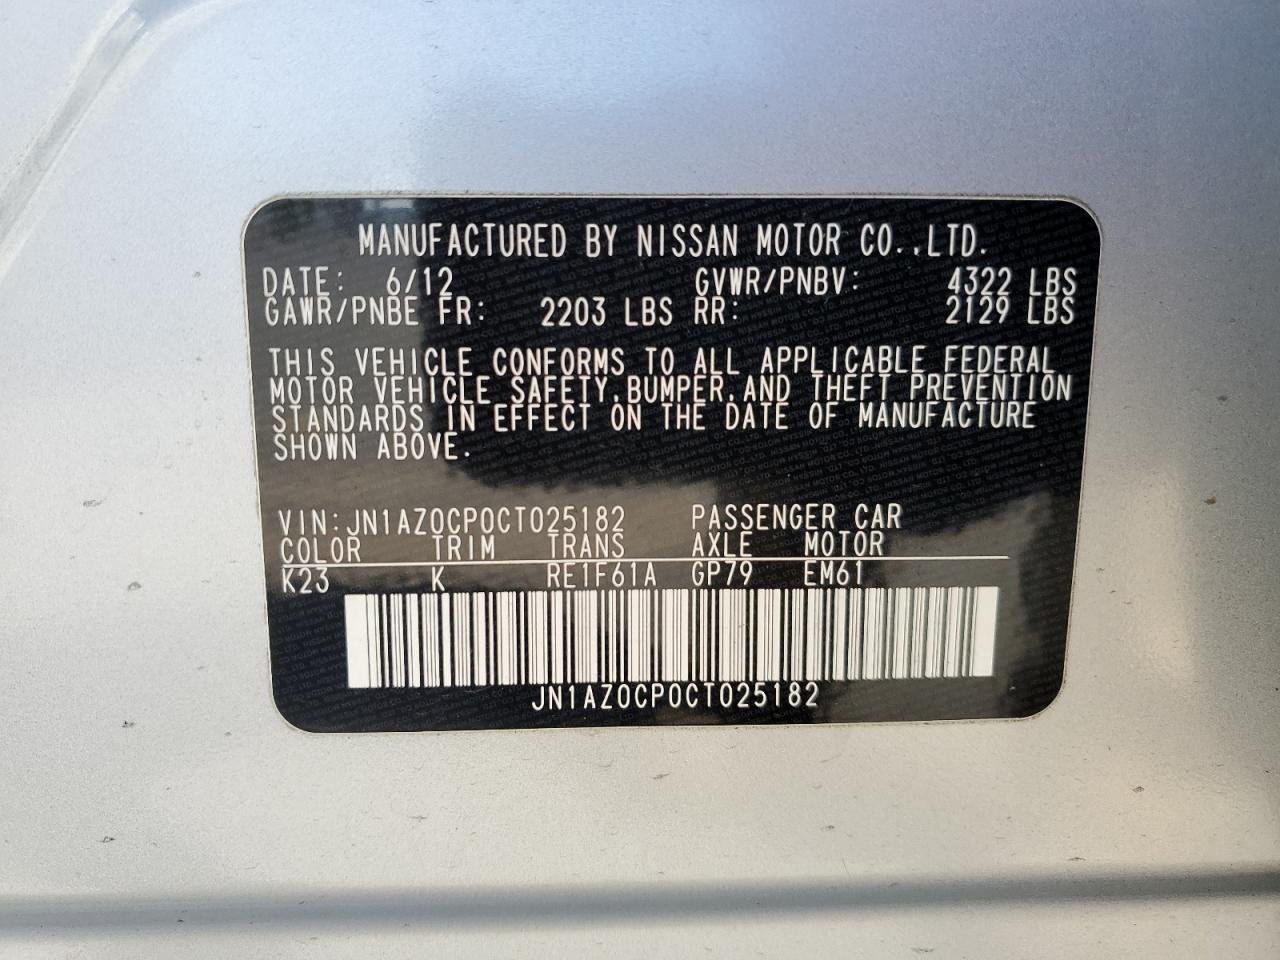 MANUFACTURED BY NISSAN MOTOR CO.,LTD.
DATE: 6/12 GVWR/PNBV: 4322 LBS
GAWR/PNBE FR: 2203 LBS RR: 2129 LBS
THIS VEHICLE CONFORMS TO ALL APPLICABLE FEDERAL
MOTOR VEHICLE SAFETY,BUMPER,AND THEFT PREVENTION
STANDARDS IN EFFECT ON THE DATE OF MANUFACTURE
SHOWN ABOVE.
VIN:JN1AZ0CP0CT025182 PASSENGER CAR
COLOR TRIM TRANS AXLE MOTOR
K23 K RE1F61A GP79 EM61
JN1AZ0CP0CT025182